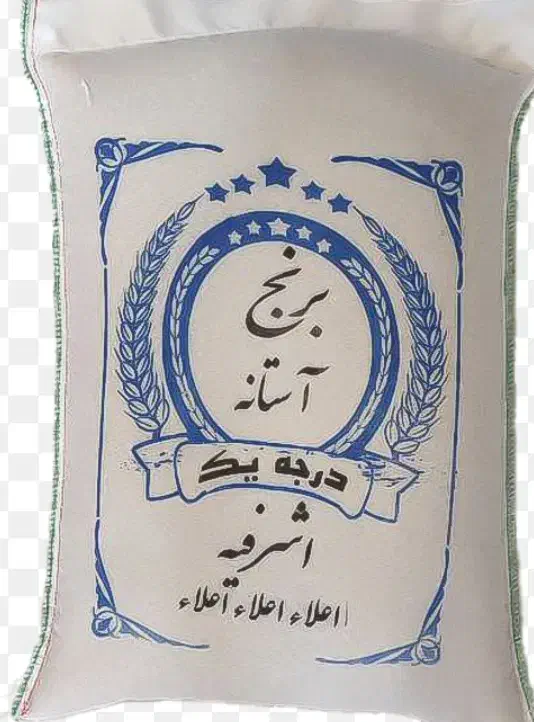 برنج
آستانه
درجه یک
اشرفیه
اعلاء اعلاء اعلاء